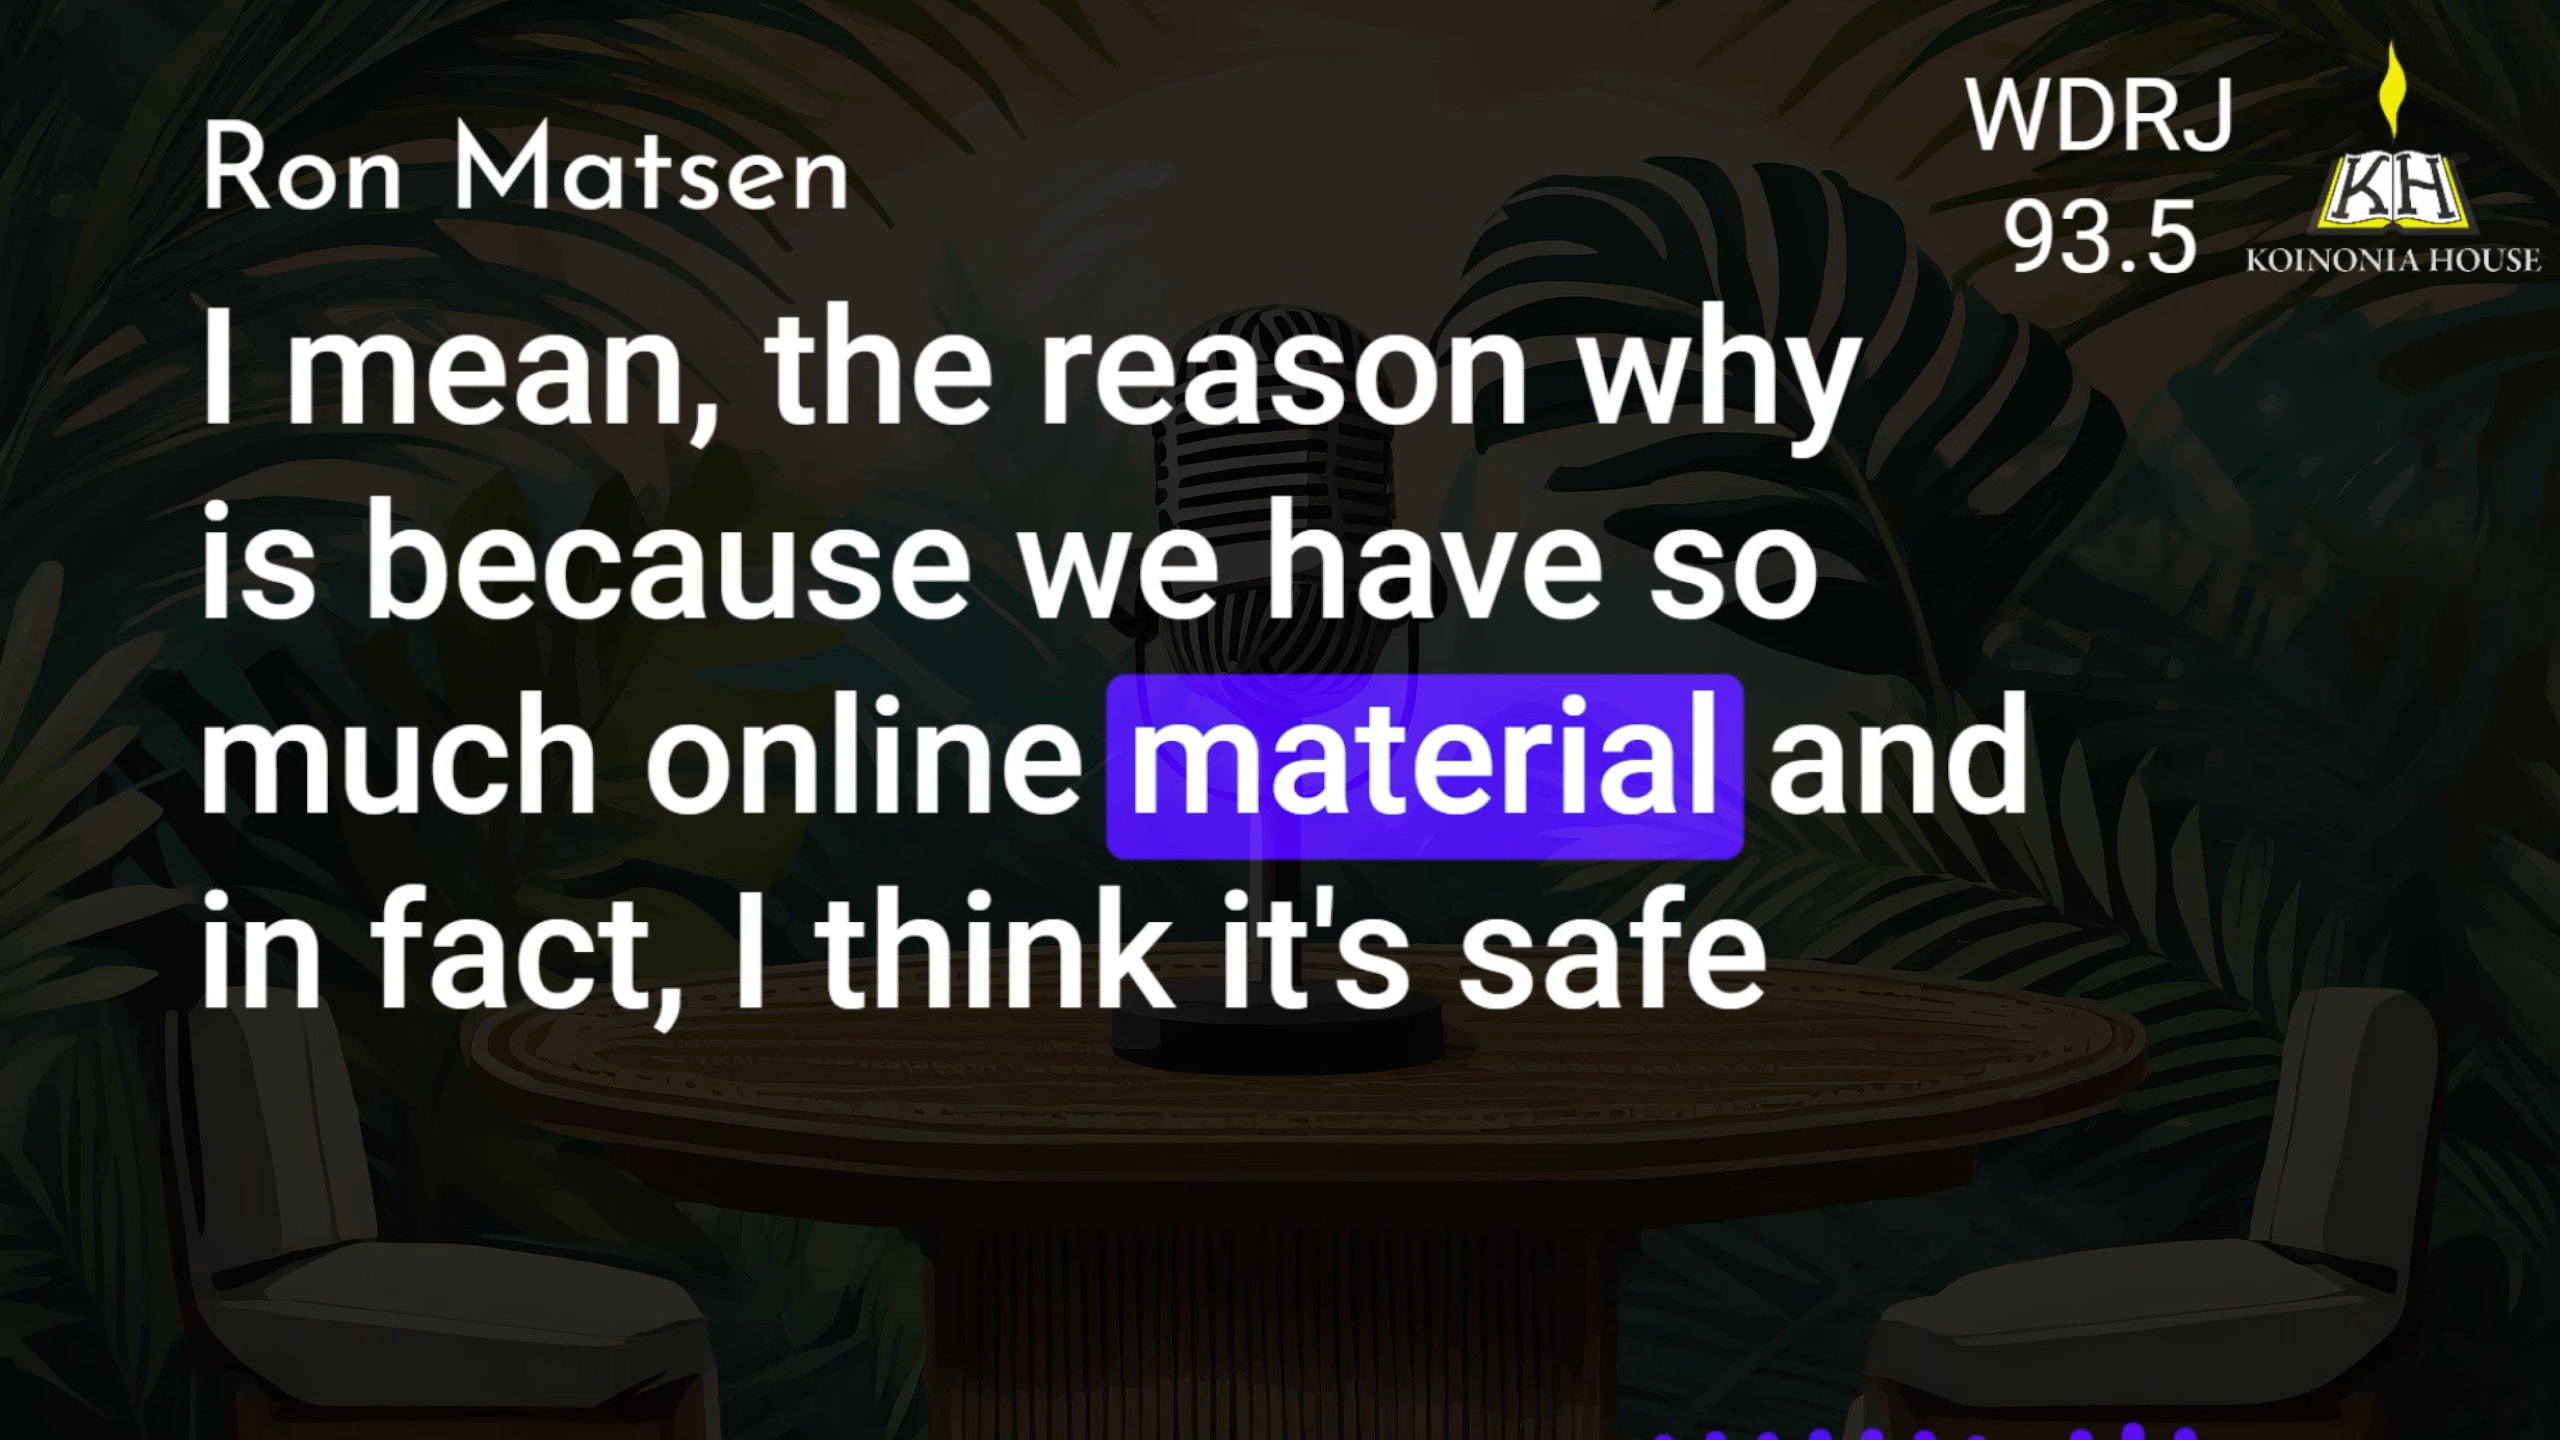 Ron Matsen
WDRJ
93.5
KH
KOINONIA HOUSE
I mean, the reason why
is because we have so
much online material and
in fact, I think it's safe